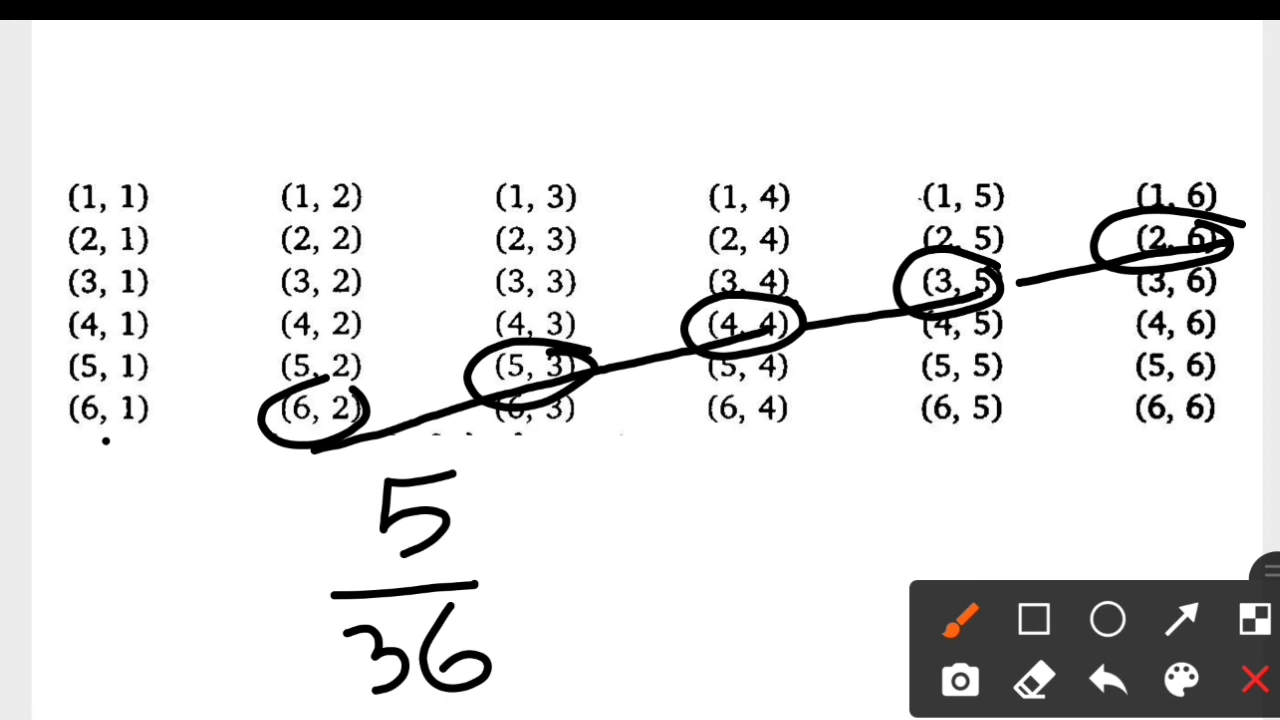 (1, 1) (1, 2) (1, 3) (1, 4) (1, 5) (1, 6)
(2, 1) (2, 2) (2, 3) (2, 4) (2, 5) (2, 6)
(3, 1) (3, 2) (3, 3) (3, 4) (3, 5) (3, 6)
(4, 1) (4, 2) (4, 3) (4, 4) (4, 5) (4, 6)
(5, 1) (5, 2) (5, 3) (5, 4) (5, 5) (5, 6)
(6, 1) (6, 2) (6, 3) (6, 4) (6, 5) (6, 6)
5
36